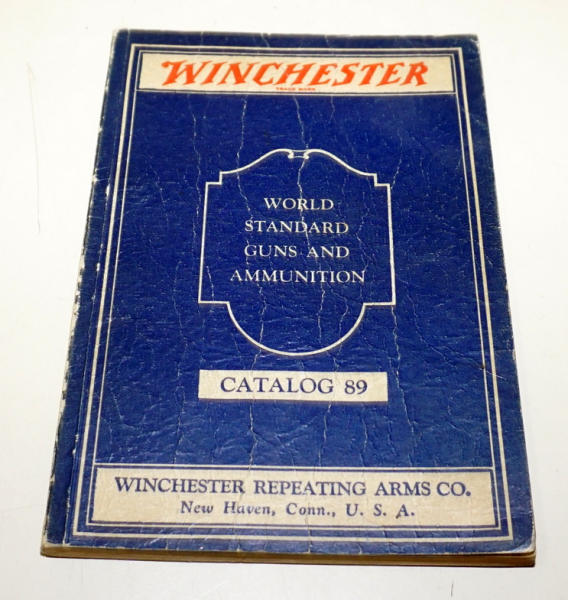 WINCHESTER
TRADE MARK
WORLD
STANDARD
GUNS AND
AMMUNITION
CATALOG 89
WINCHESTER REPEATING ARMS CO.
New Haven, Conn., U. S. A.